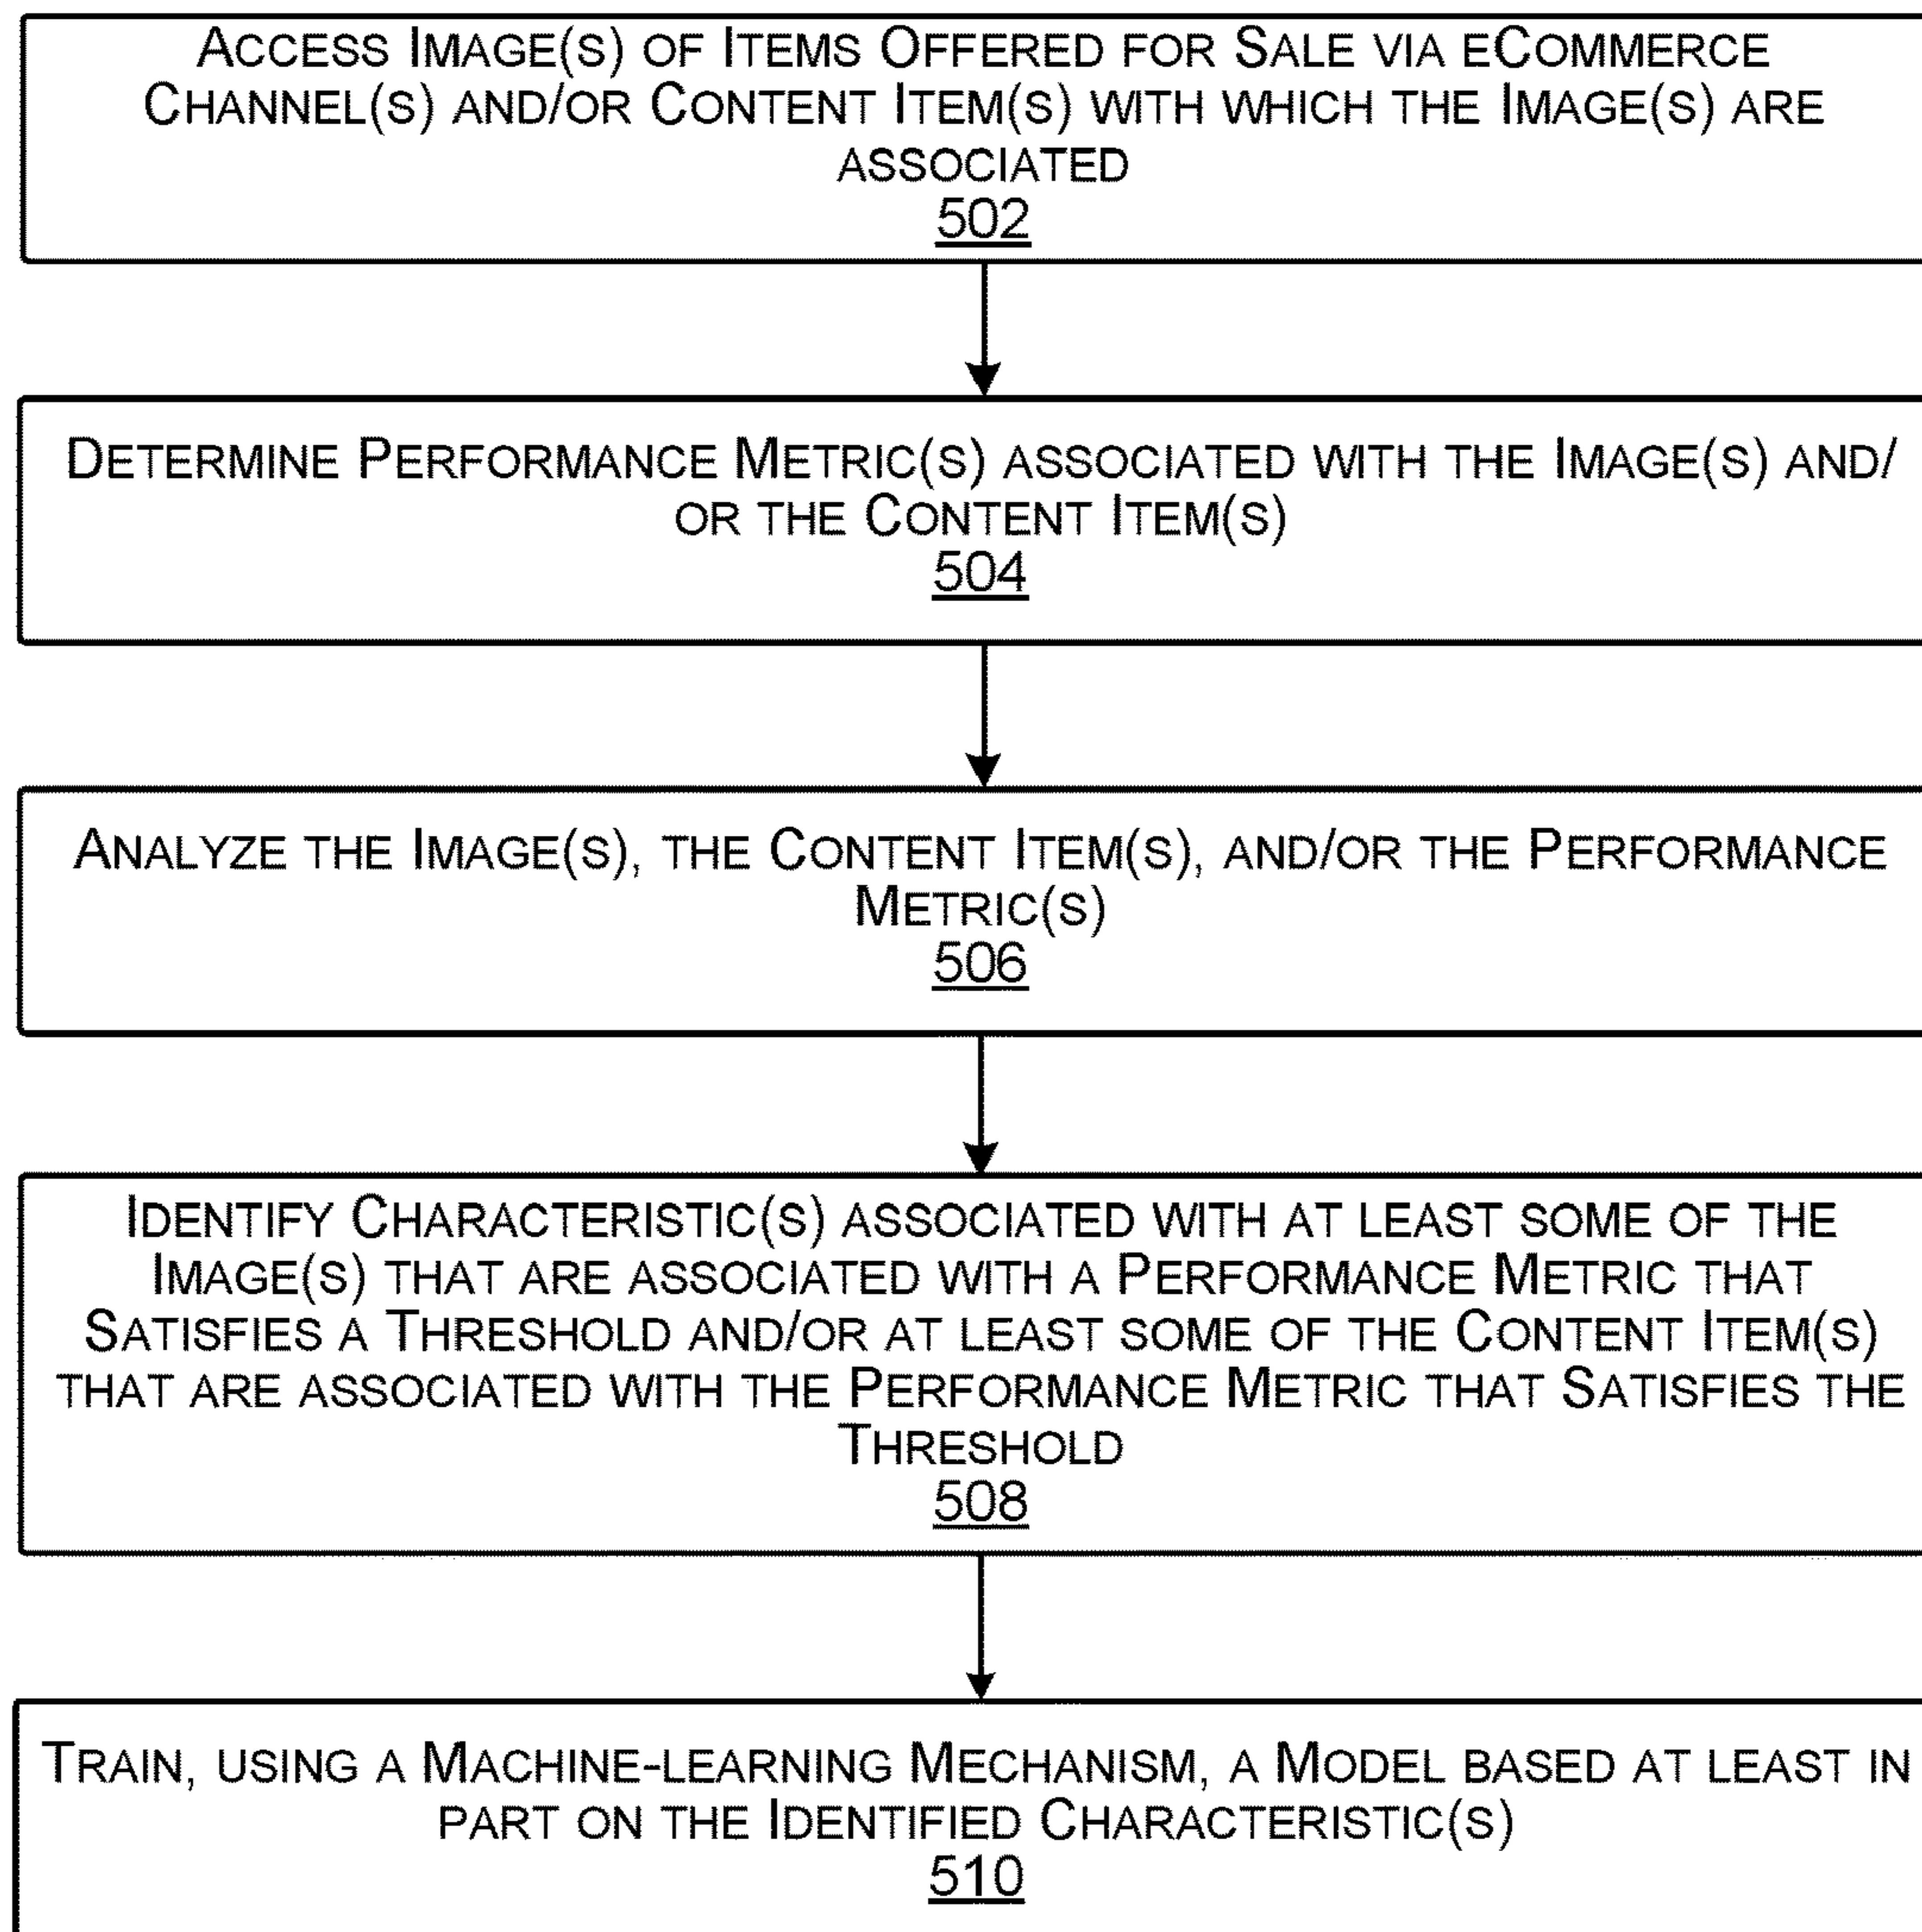 ACCESS IMAGE(S) OF ITEMS OFFERED FOR SALE VIA ECOMMERCE
CHANNEL(S) AND/OR CONTENT ITEM(S) WITH WHICH THE IMAGE(S) ARE
ASSOCIATED
502
DETERMINE PERFORMANCE METRIC(S) ASSOCIATED WITH THE IMAGE(S) AND/
OR THE CONTENT ITEM(S)
504
ANALYZE THE IMAGE(S), THE CONTENT ITEM(S), AND/OR THE PERFORMANCE
METRIC(S)
506
IDENTIFY CHARACTERISTIC(S) ASSOCIATED WITH AT LEAST SOME OF THE
IMAGE(S) THAT ARE ASSOCIATED WITH A PERFORMANCE METRIC THAT
SATISFIES A THRESHOLD AND/OR AT LEAST SOME OF THE CONTENT ITEM(S)
THAT ARE ASSOCIATED WITH THE PERFORMANCE METRIC THAT SATISFIES THE
THRESHOLD
508
TRAIN, USING A MACHINE-LEARNING MECHANISM, A MODEL BASED AT LEAST IN
PART ON THE IDENTIFIED CHARACTERISTIC(S)
510